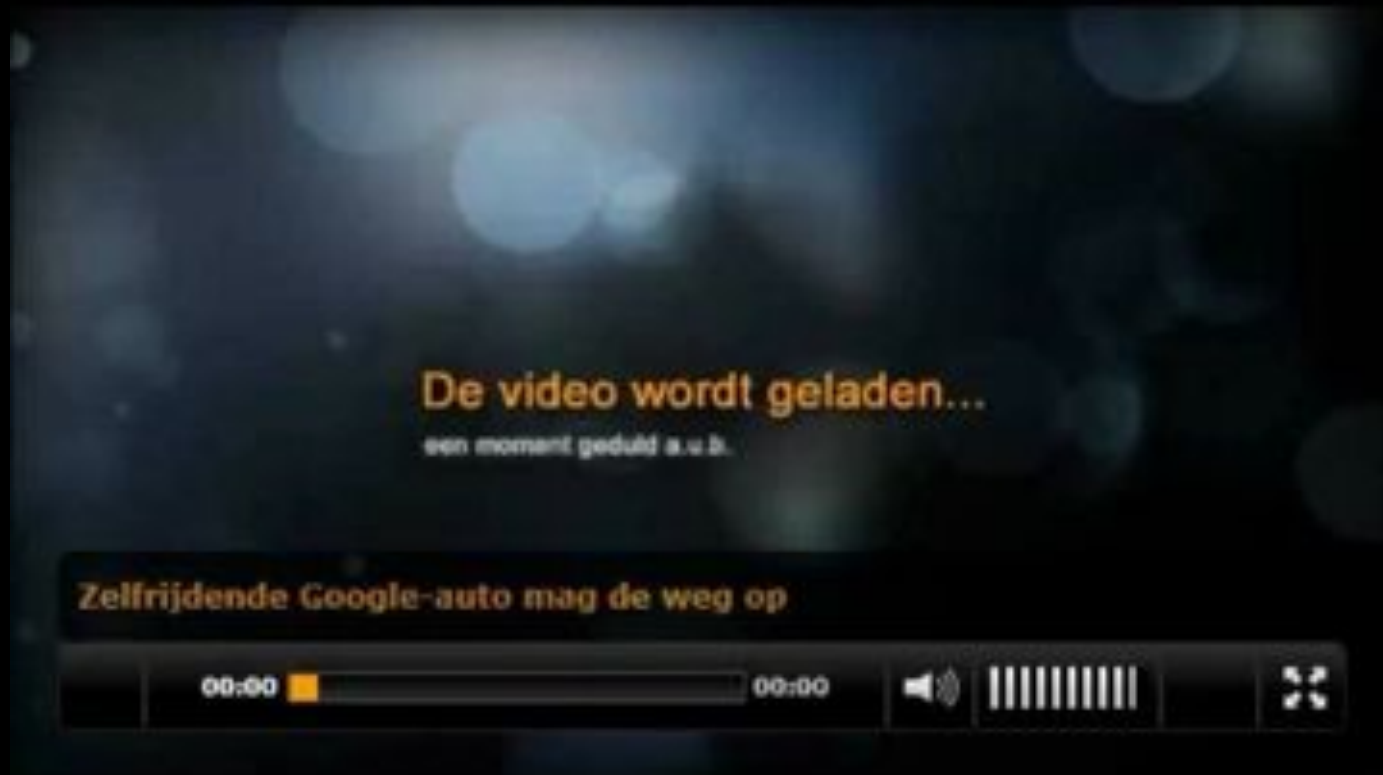 De video wordt geladen...
een moment geduld a.u.b.
Zelfrijdende Google-auto mag de weg op
00:00 00:00